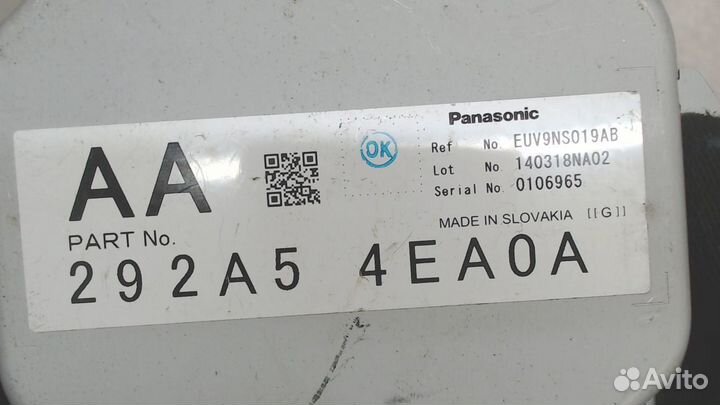 Panasonic
AA
OK
Ref No. EUV9NS019AB
Lot No. 140318NA02
Serial No. 0106965
MADE IN SLOVAKIA [[G]]
PART No.
292A5 4EA0A
Avito